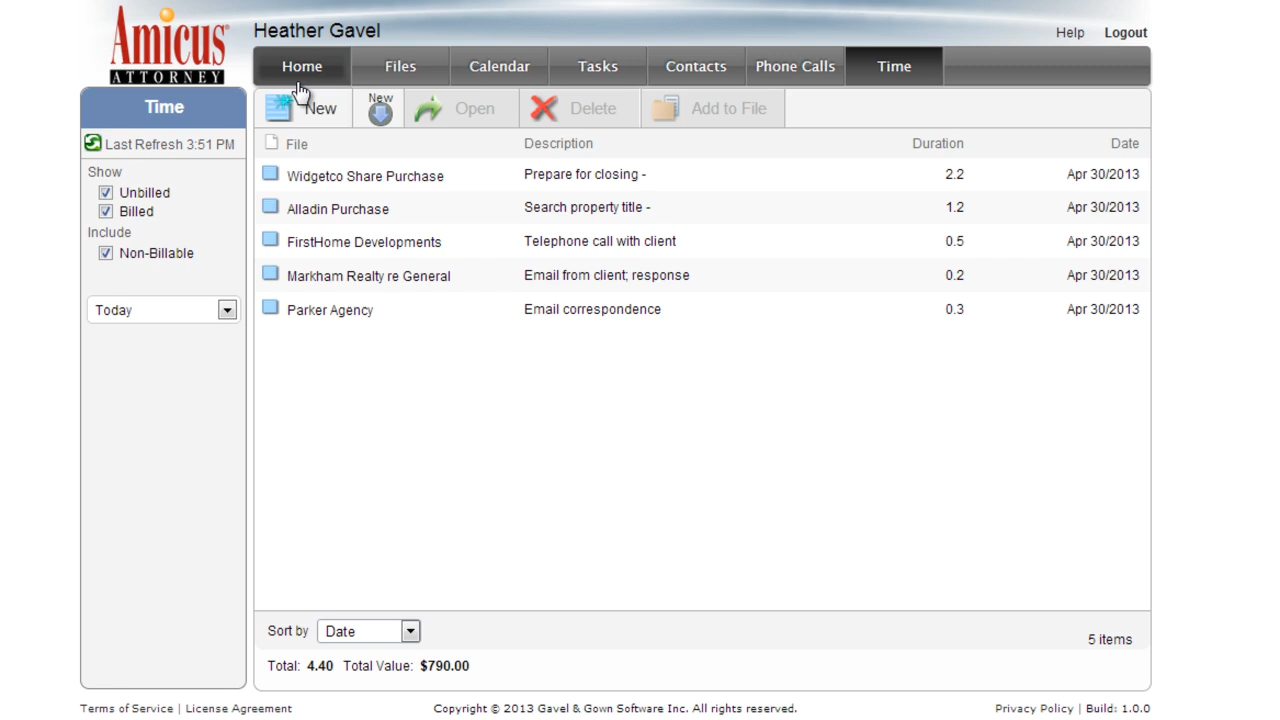 Amicus
ATTORNEY
Heather Gavel
Help Logout
Home Files Calendar Tasks Contacts Phone Calls Time
Time
New New Open Delete Add to File
Last Refresh 3:51 PM
File Description Duration Date
Show
Unbilled
Billed
Include
Non-Billable
Today
Widgetco Share Purchase Prepare for closing - 2.2 Apr 30/2013
Alladin Purchase Search property title - 1.2 Apr 30/2013
FirstHome Developments Telephone call with client 0.5 Apr 30/2013
Markham Realty re General Email from client; response 0.2 Apr 30/2013
Parker Agency Email correspondence 0.3 Apr 30/2013
Sort by Date
5 items
Total: 4.40 Total Value: $790.00
Terms of Service | License Agreement Copyright © 2013 Gavel & Gown Software Inc. All rights reserved. Privacy Policy | Build: 1.0.0